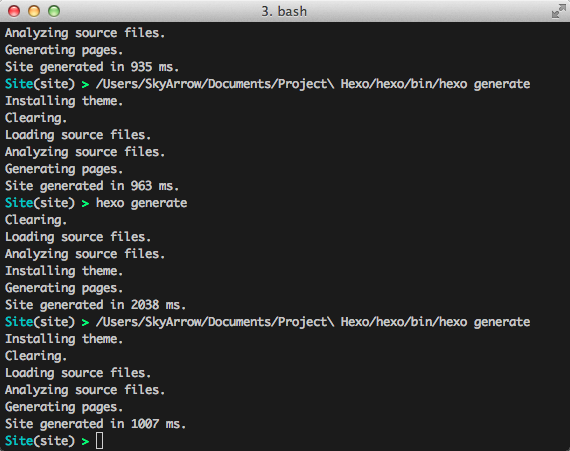 3. bash
Analyzing source files.
Generating pages.
Site generated in 935 ms.
Site(site) > /Users/SkyArrow/Documents/Project\ Hexo/hexo/bin/hexo generate
Installing theme.
Clearing.
Loading source files.
Analyzing source files.
Generating pages.
Site generated in 963 ms.
Site(site) > hexo generate
Clearing.
Loading source files.
Analyzing source files.
Installing theme.
Generating pages.
Site generated in 2038 ms.
Site(site) > /Users/SkyArrow/Documents/Project\ Hexo/hexo/bin/hexo generate
Installing theme.
Clearing.
Loading source files.
Analyzing source files.
Generating pages.
Site generated in 1007 ms.
Site(site) >